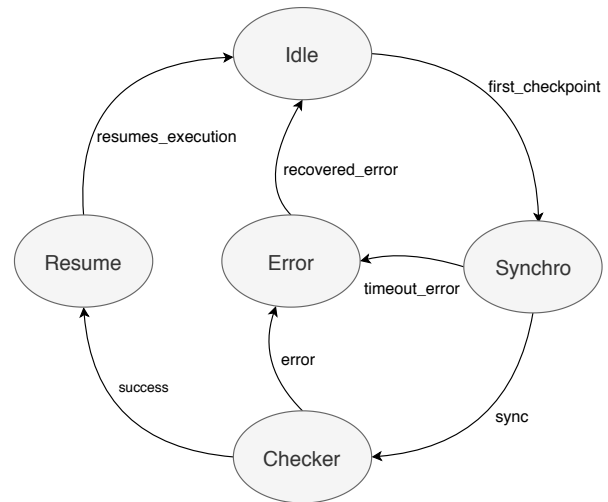 Idle
first_checkpoint
resumes_execution
recovered_error
Resume
Error
Synchro
timeout_error
error
success
sync
Checker